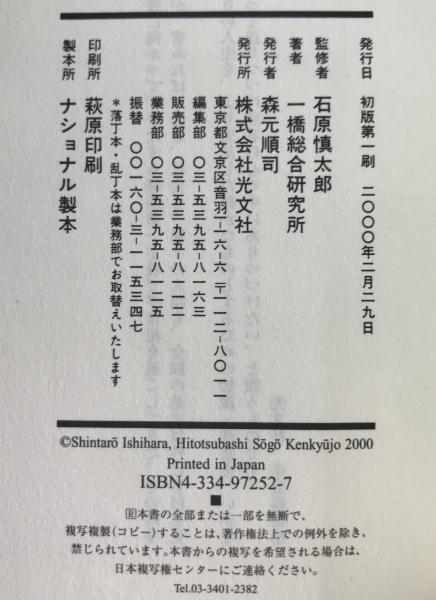 発行日 初版第一刷 二〇〇〇年二月二九日
監修者 石原慎太郎
著者 一橋総合研究所
発行者 森元順司
発行所 株式会社光文社
東京都文京区音羽一-一六-六 〒一一二-八〇一一
編集部 〇三-五三九五-八一六三
販売部 〇三-五三九五-八一一二
業務部 〇三-五三九五-八一二五
振替 〇〇一六〇-三-一一五三四七
*落丁本・乱丁本は業務部でお取替えいたします
印刷所 萩原印刷
製本所 ナショナル製本
©Shintarō Ishihara, Hitotsubashi Sōgō Kenkyūjo 2000
Printed in Japan
ISBN4-334-97252-7
■
Ⓡ本書の全部または一部を無断で、
複写複製(コピー)することは、著作権法上での例外を除き、
禁じられています。本書からの複写を希望される場合は、
日本複写権センターにご連絡ください。
Tel.03-3401-2382